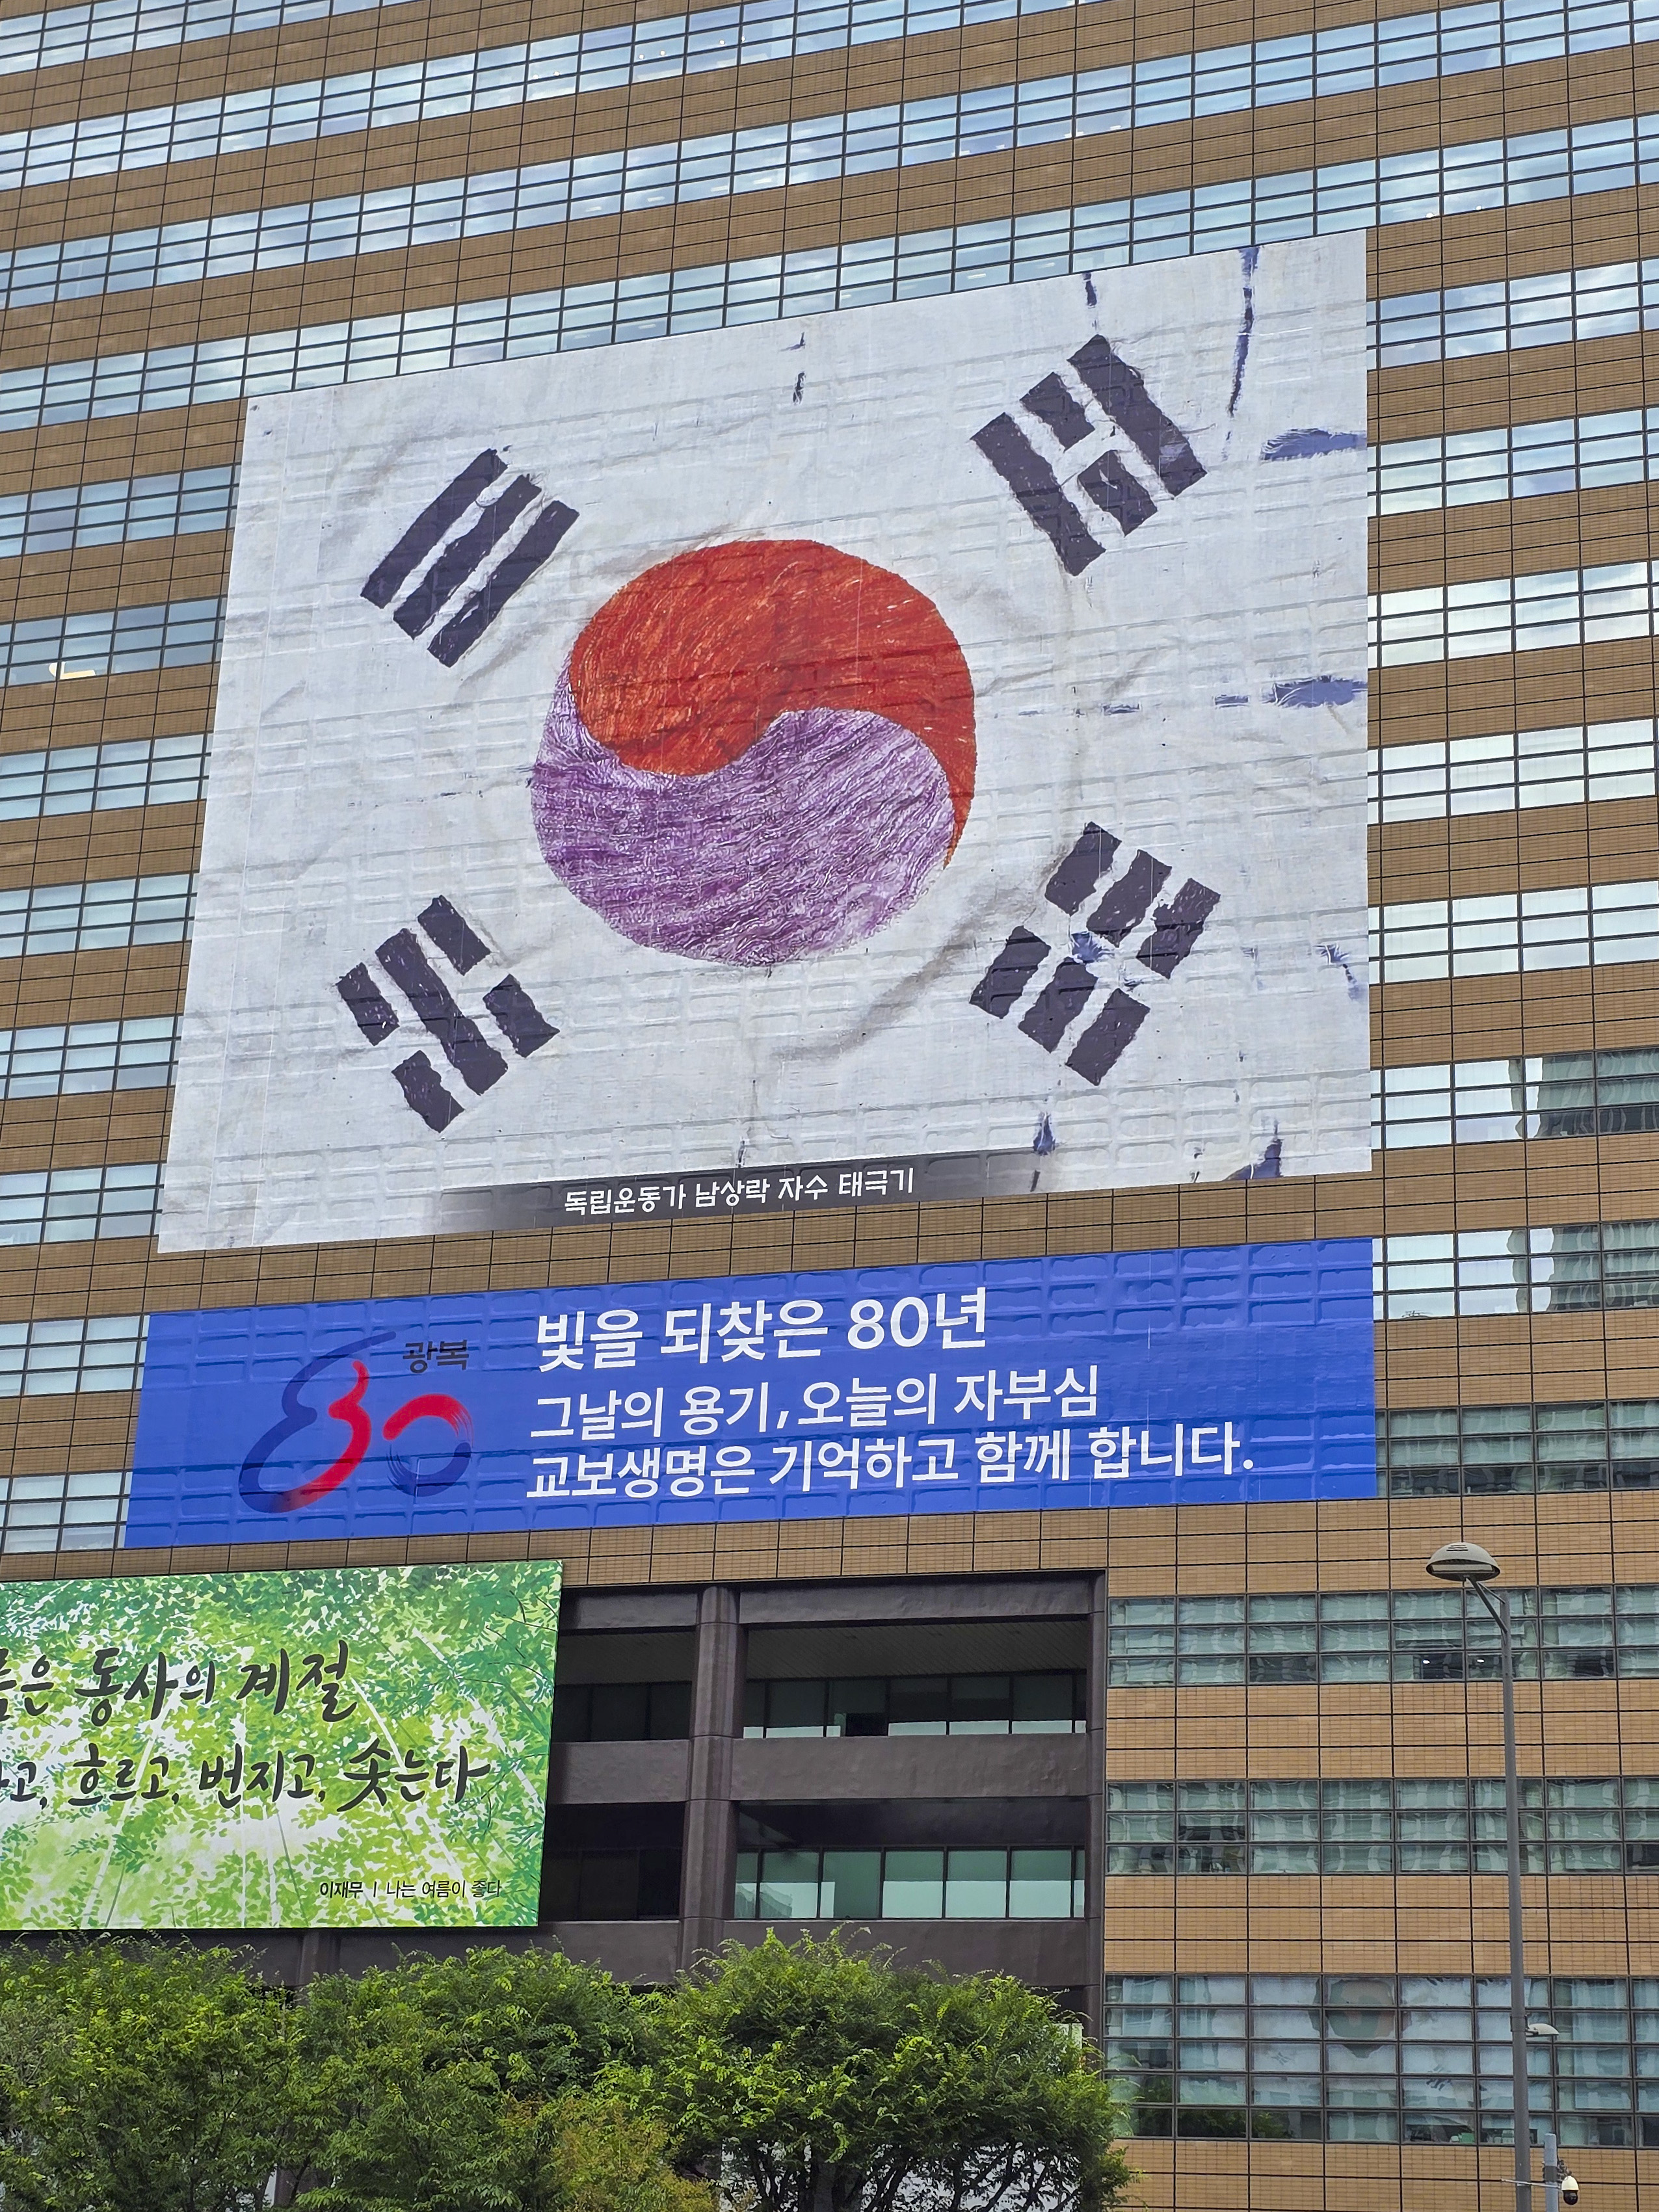 독립운동가 남상락 자수 태극기
광복
80
빛을 되찾은 80년
그날의 용기, 오늘의 자부심
교보생명은 기억하고 함께 합니다.
동사의 계절
흐르고, 번지고, 솟는다
이재무 | 나는 여름이 좋다